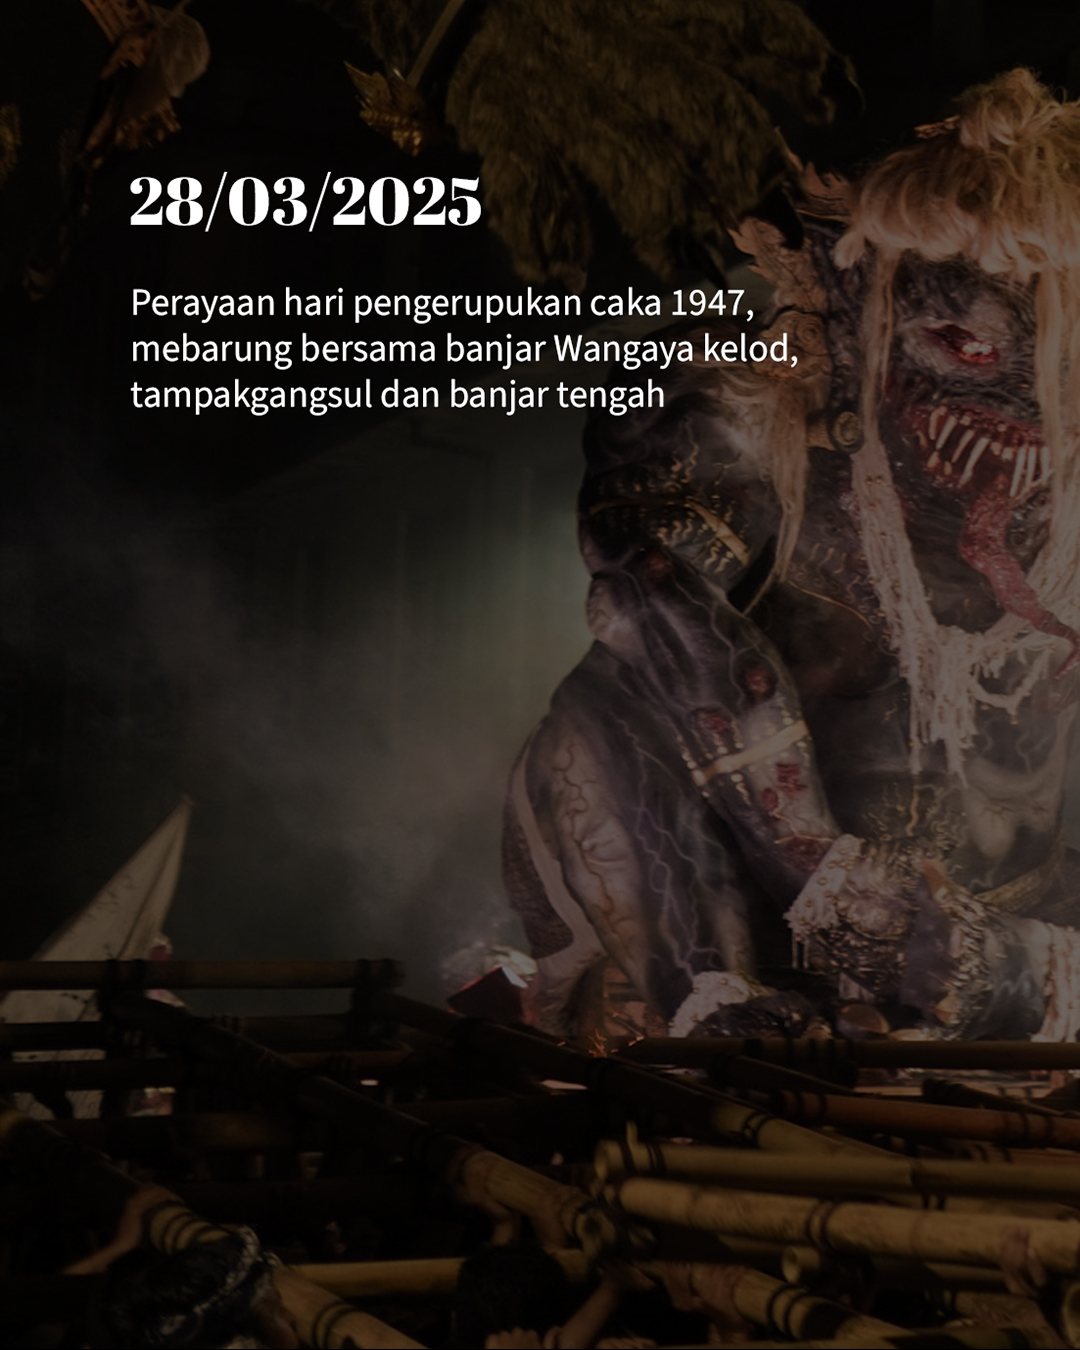 28/03/2025
Perayaan hari pengerupukan caka 1947,
mebarung bersama banjar Wangaya kelod,
tampakgangsul dan banjar tengah